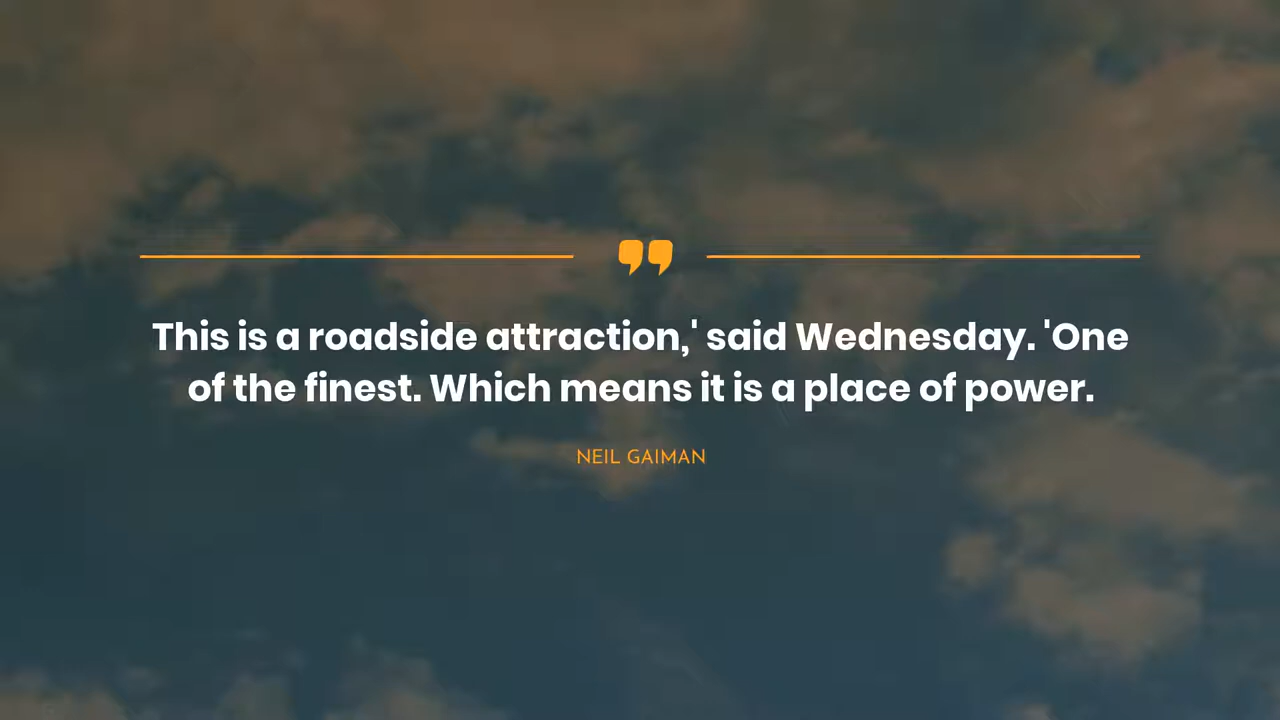 This is a roadside attraction,' said Wednesday. 'One
of the finest. Which means it is a place of power.
NEIL GAIMAN